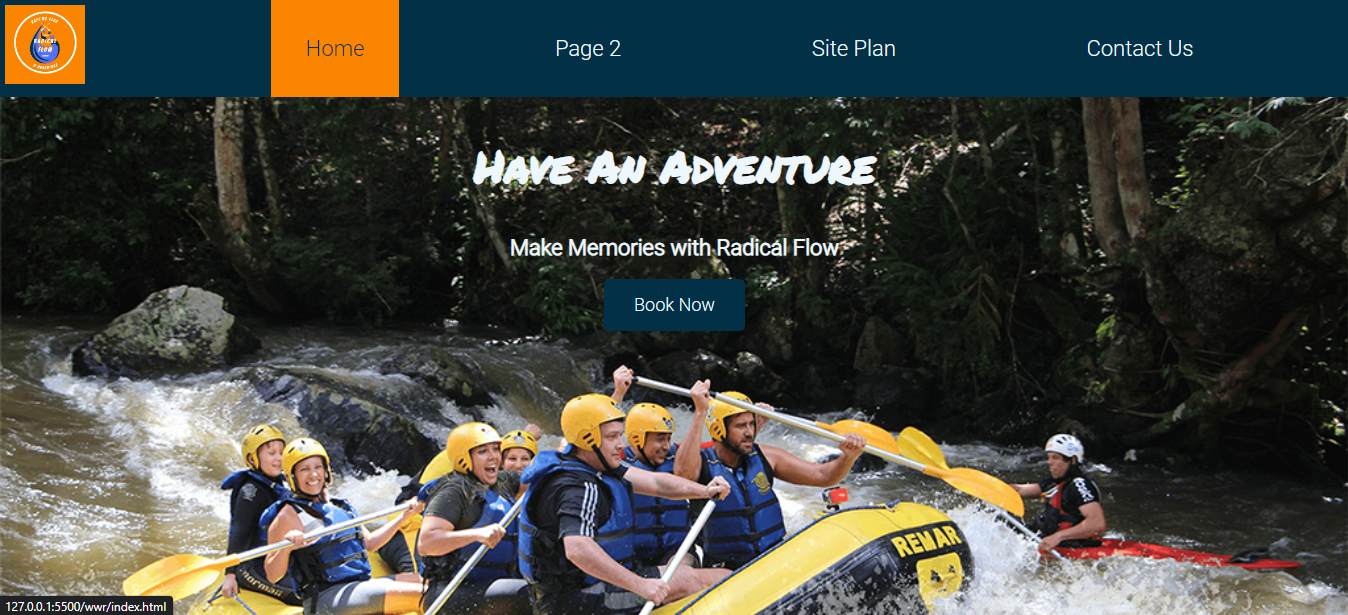 RADICAL
FLOW
Home
Page 2
Site Plan
Contact Us
Have An Adventure
Make Memories with Radical Flow
Book Now
REMAR
127.0.0.1:5500/wwr/index.html